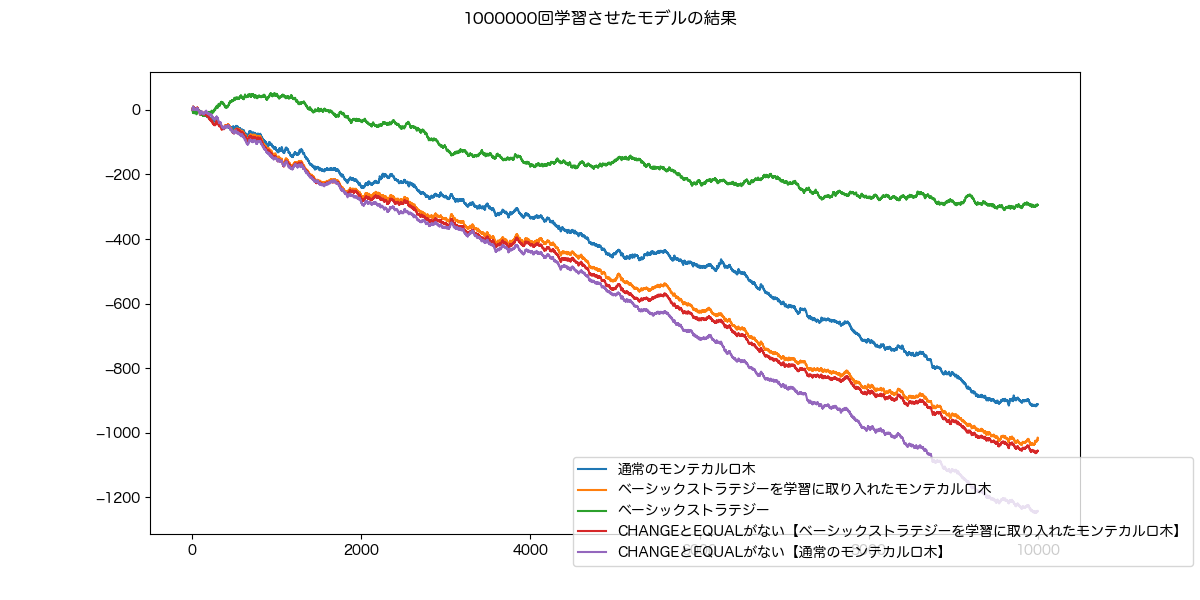 1000000回学習させたモデルの結果
0
−200
−400
−600
−800
−1000
−1200
0
2000
4000
10000
通常のモンテカルロ木
ベーシックストラテジーを学習に取り入れたモンテカルロ木
ベーシックストラテジー
CHANGEとEQUALがない【ベーシックストラテジーを学習に取り入れたモンテカルロ木】
CHANGEとEQUALがない【通常のモンテカルロ木】